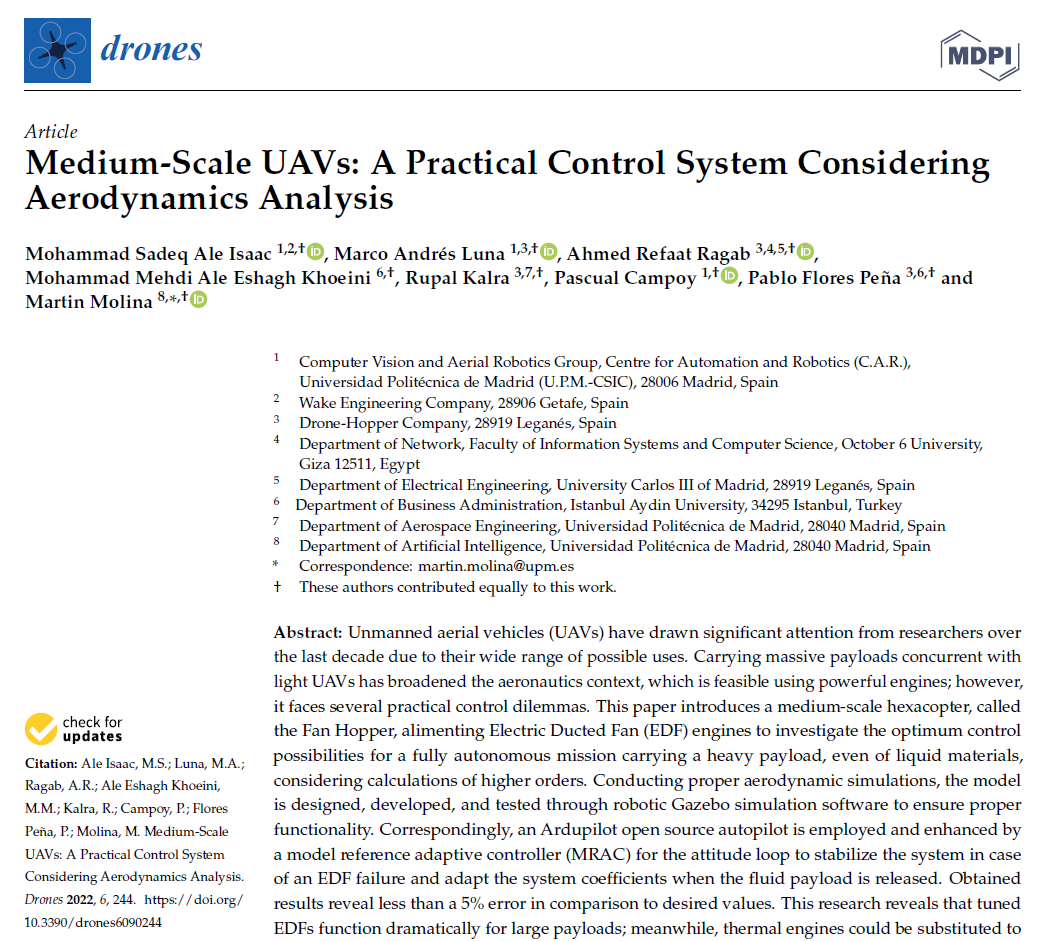 drones
MDPI
Article
Medium-Scale UAVs: A Practical Control System Considering
Aerodynamics Analysis
Mohammad Sadeq Ale Isaac 1,2,† iD, Marco Andrés Luna 1,3,† iD, Ahmed Refaat Ragab 3,4,5,† iD,
Mohammad Mehdi Ale Eshagh Khoeini 6,†, Rupal Kalra 3,7,†, Pascual Campoy 1,† iD, Pablo Flores Peña 3,6,† and
Martin Molina 8,*,† iD
1 Computer Vision and Aerial Robotics Group, Centre for Automation and Robotics (C.A.R.),
Universidad Politécnica de Madrid (U.P.M.-CSIC), 28006 Madrid, Spain
2 Wake Engineering Company, 28906 Getafe, Spain
3 Drone-Hopper Company, 28919 Leganés, Spain
4 Department of Network, Faculty of Information Systems and Computer Science, October 6 University,
Giza 12511, Egypt
5 Department of Electrical Engineering, University Carlos III of Madrid, 28919 Leganés, Spain
6 Department of Business Administration, Istanbul Aydin University, 34295 Istanbul, Turkey
7 Department of Aerospace Engineering, Universidad Politécnica de Madrid, 28040 Madrid, Spain
8 Department of Artificial Intelligence, Universidad Politécnica de Madrid, 28040 Madrid, Spain
* Correspondence: martin.molina@upm.es
† These authors contributed equally to this work.
Abstract: Unmanned aerial vehicles (UAVs) have drawn significant attention from researchers over
the last decade due to their wide range of possible uses. Carrying massive payloads concurrent with
light UAVs has broadened the aeronautics context, which is feasible using powerful engines; however,
it faces several practical control dilemmas. This paper introduces a medium-scale hexacopter, called
the Fan Hopper, alimenting Electric Ducted Fan (EDF) engines to investigate the optimum control
possibilities for a fully autonomous mission carrying a heavy payload, even of liquid materials,
considering calculations of higher orders. Conducting proper aerodynamic simulations, the model
is designed, developed, and tested through robotic Gazebo simulation software to ensure proper
functionality. Correspondingly, an Ardupilot open source autopilot is employed and enhanced by
a model reference adaptive controller (MRAC) for the attitude loop to stabilize the system in case
of an EDF failure and adapt the system coefficients when the fluid payload is released. Obtained
results reveal less than a 5% error in comparison to desired values. This research reveals that tuned
EDFs function dramatically for large payloads; meanwhile, thermal engines could be substituted to
check for
updates
Citation: Ale Isaac, M.S.; Luna, M.A.;
Ragab, A.R.; Ale Eshagh Khoeini,
M.M.; Kalra, R.; Campoy, P.; Flores
Peña, P.; Molina, M. Medium-Scale
UAVs: A Practical Control System
Considering Aerodynamics Analysis.
Drones 2022, 6, 244. https://doi.org/
10.3390/drones6090244